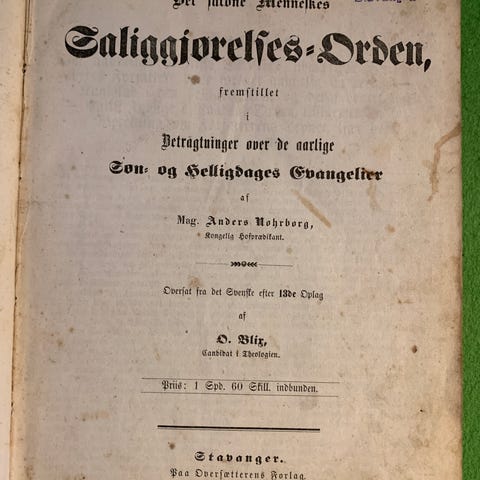 Det faldne Menneskes
Saliggjørelses-Orden,
fremstillet
i
Betragtninger over de aarlige
Søn- og Helligdages Evangelier
af
Mag. Anders Nohrborg,
Kongelig Hofprædikant.
Oversat fra det Svenske efter 13de Oplag
af
O. Blix,
Candidat i Theologien.
Priis: 1 Spd. 60 Skill. indbunden.
Stavanger.
Paa Oversætterens Forlag.